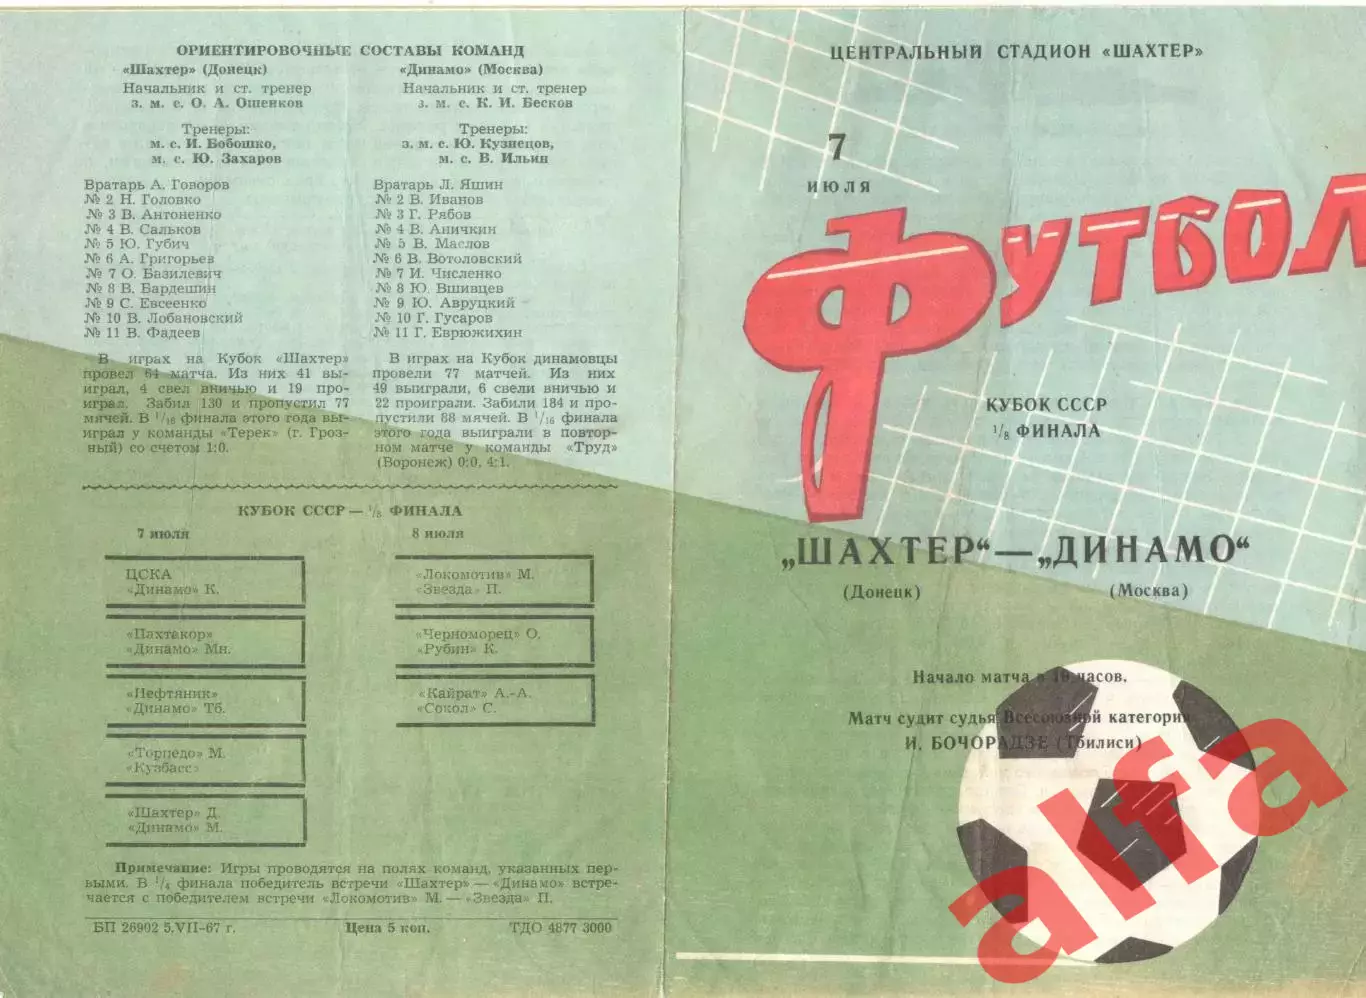 ОРИЕНТИРОВОЧНЫЕ СОСТАВЫ КОМАНД
«Шахтер» (Донецк)
Начальник и ст. тренер
з. м. с. О. А. Ошенков
Тренеры:
м. с. И. Бобошко,
м. с. Ю. Захаров
Вратарь А. Говоров
№ 2 Н. Головко
№ 3 В. Антоненко
№ 4 В. Сальков
№ 5 Ю. Губич
№ 6 А. Григорьев
№ 7 О. Базилевич
№ 8 В. Вардешин
№ 9 С. Евсеенко
№ 10 В. Лобановский
№ 11 В. Фадеев
В играх на Кубок «Шахтер»
провел 64 матча. Из них 41 вы-
играл, 4 свел вничью и 19 про-
играл. Забил 130 и пропустил 77
мячей. В 1/16 финала этого года вы-
играл у команды «Терек» (г. Гроз-
ный) со счетом 1:0.
«Динамо» (Москва)
Начальник и ст. тренер
з. м. с. К. И. Бесков
Тренеры:
з. м. с. Ю. Кузнецов,
м. с. В. Ильин
Вратарь Л. Яшин
№ 2 В. Иванов
№ 3 Г. Рябов
№ 4 В. Аничкин
№ 5 В. Маслов
№ 6 В. Вотоловский
№ 7 И. Численко
№ 8 Ю. Вшивцев
№ 9 Ю. Авруцкий
№ 10 Г. Гусаров
№ 11 Г. Еврюжихин
В играх на Кубок динамовцы
провели 77 матчей. Из них
49 выиграли, 6 свели вничью и
22 проиграли. Забили 184 и про-
пустили 88 мячей. В 1/16 финала
этого года выиграли в повтор-
ном матче у команды «Труд»
(Воронеж) 0:0, 4:1.
КУБОК СССР — 1/8 ФИНАЛА
7 июля
ЦСКА
«Динамо» К.
«Пахтакор»
«Динамо» Мн.
«Нефтяник»
«Динамо» Тб.
«Торпедо» М.
«Кузбасс»
«Шахтер» Д.
«Динамо» М.
8 июля
«Локомотив» М.
«Звезда» П.
«Черноморец» О.
«Рубин» К.
«Кайрат» А.-А.
«Сокол» С.
Примечание: Игры проводятся на полях команд, указанных пер-
выми. В 1/4 финала победитель встречи «Шахтер» — «Динамо» встре-
чается с победителем встречи «Локомотив» М. — «Звезда» П.
БП 26902 5.VII-67 г. Цена 5 коп. ТДО 4877 3000
ЦЕНТРАЛЬНЫЙ СТАДИОН «ШАХТЕР»
7
ИЮЛЯ
ФУТБОЛ
КУБОК СССР
1/8 ФИНАЛА
„ШАХТЕР“ — „ДИНАМО“
(Донецк) (Москва)
Начало матча в 19 часов.
Матч судит судья Всесоюзной категории
И. БОЧОРАДЗЕ (Тбилиси)
alfa